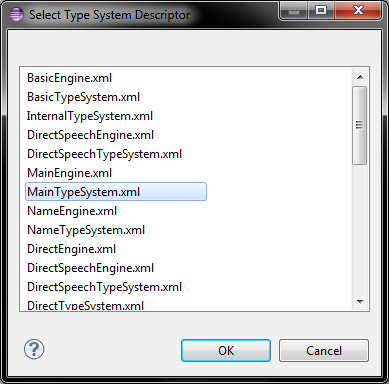 Select Type System Descriptor
BasicEngine.xml
BasicTypeSystem.xml
InternalTypeSystem.xml
DirectSpeechEngine.xml
DirectSpeechTypeSystem.xml
MainEngine.xml
MainTypeSystem.xml
NameEngine.xml
NameTypeSystem.xml
DirectEngine.xml
DirectSpeechEngine.xml
DirectSpeechTypeSystem.xml
DirectTypeSystem.xml
?
OK Cancel